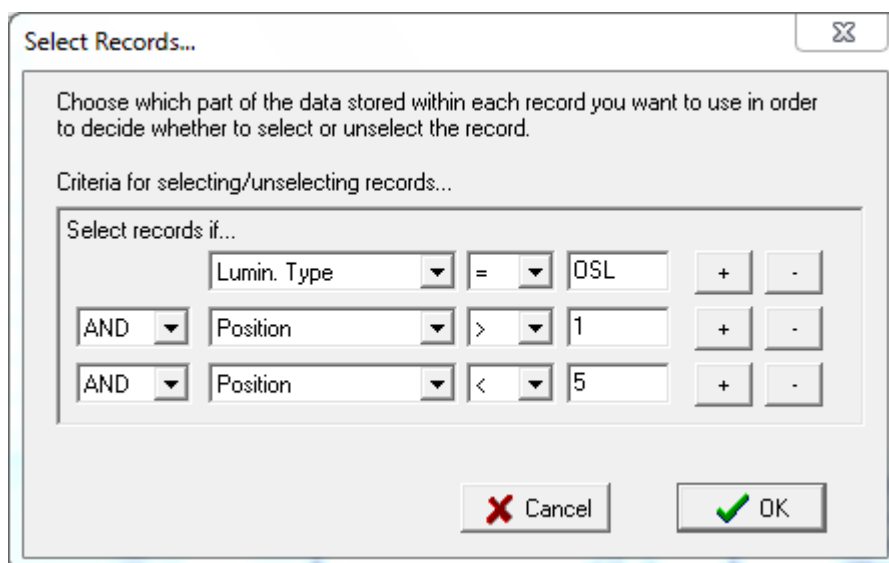 Select Records...
Choose which part of the data stored within each record you want to use in order
to decide whether to select or unselect the record.
Criteria for selecting/unselecting records...
Select records if...
Lumin. Type = OSL + -
AND Position > 1 + -
AND Position < 5 + -
Cancel OK